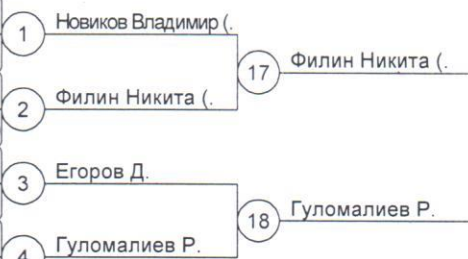 1 Новиков Владимир (.
17 Филин Никита (.
2 Филин Никита (.
3 Егоров Д.
18 Гуломалиев Р.
4 Гуломалиев Р.